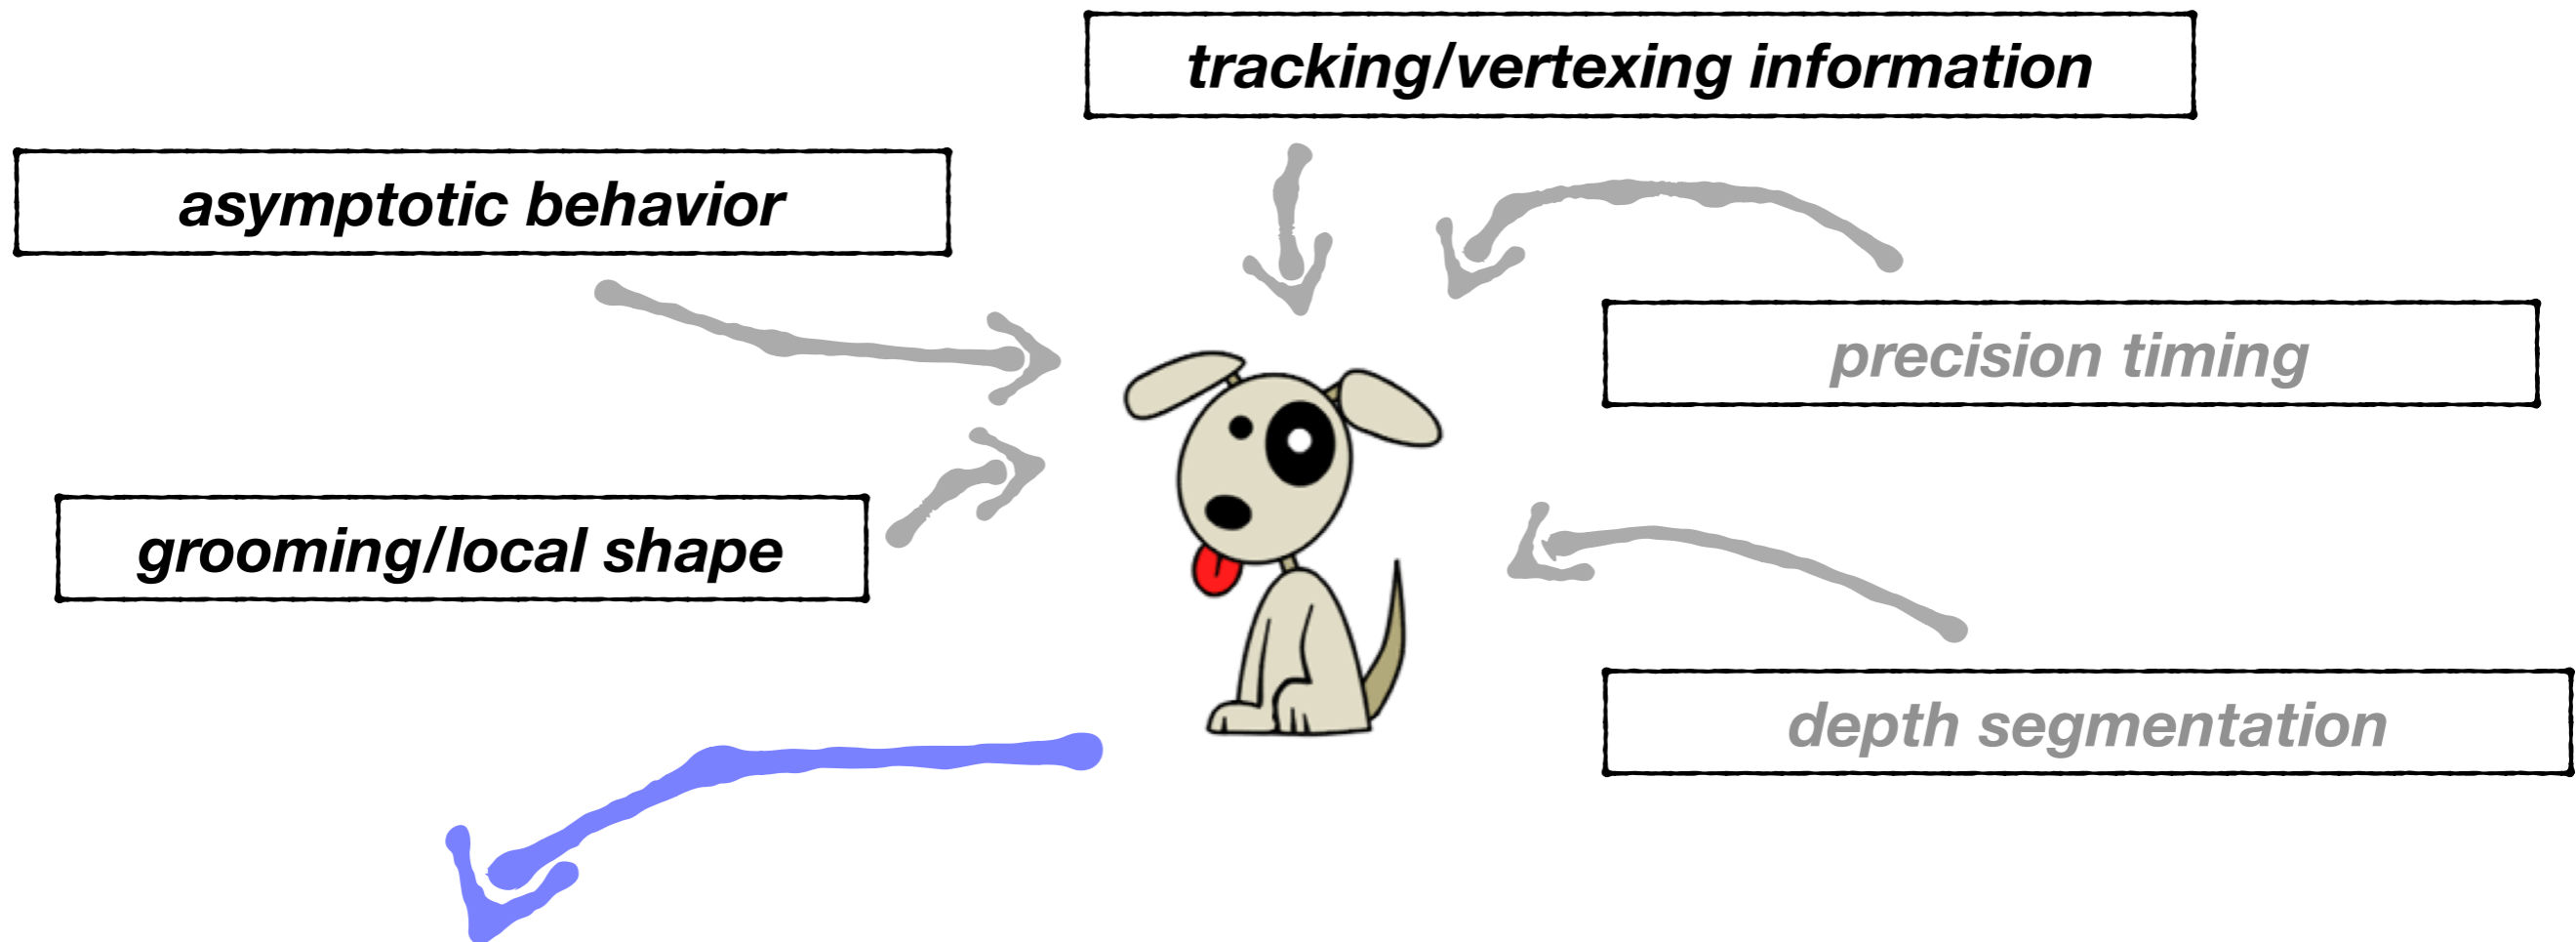 tracking/vertexing information
asymptotic behavior
precision timing
grooming/local shape
depth segmentation